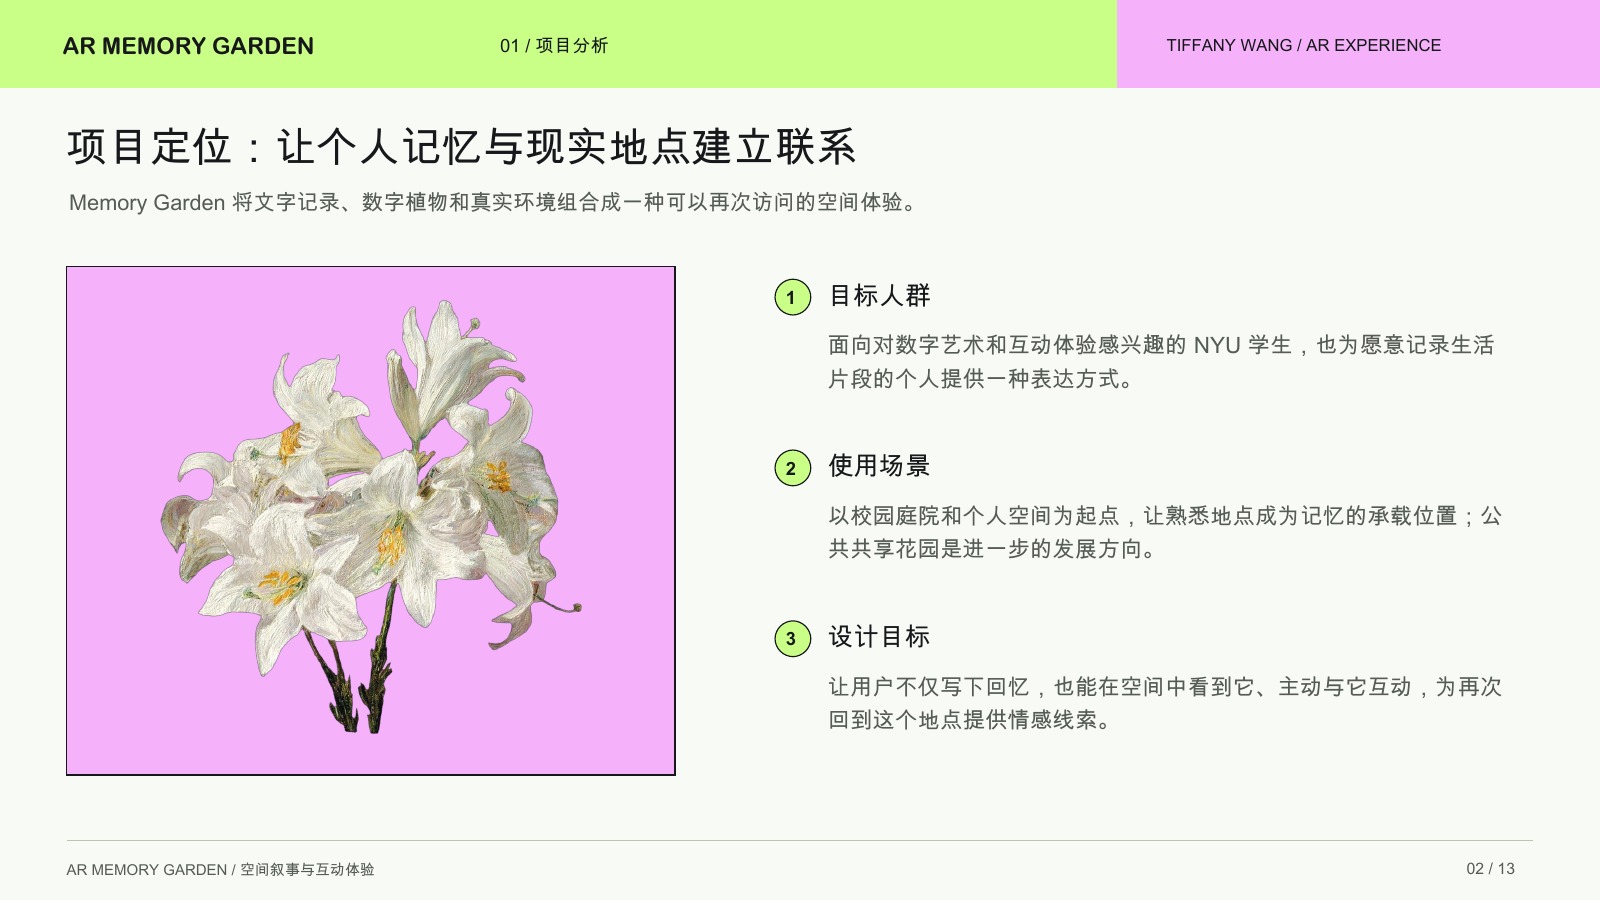 AR MEMORY GARDEN
01 / 项目分析
TIFFANY WANG / AR EXPERIENCE
项目定位：让个人记忆与现实地点建立联系
Memory Garden 将文字记录、数字植物和真实环境组合成一种可以再次访问的空间体验。
1 目标人群
面向对数字艺术和互动体验感兴趣的 NYU 学生，也为愿意记录生活
片段的个人提供一种表达方式。
2 使用场景
以校园庭院和个人空间为起点，让熟悉地点成为记忆的承载位置；公
共共享花园是进一步的发展方向。
3 设计目标
让用户不仅写下回忆，也能在空间中看到它、主动与它互动，为再次
回到这个地点提供情感线索。
AR MEMORY GARDEN / 空间叙事与互动体验
02 / 13